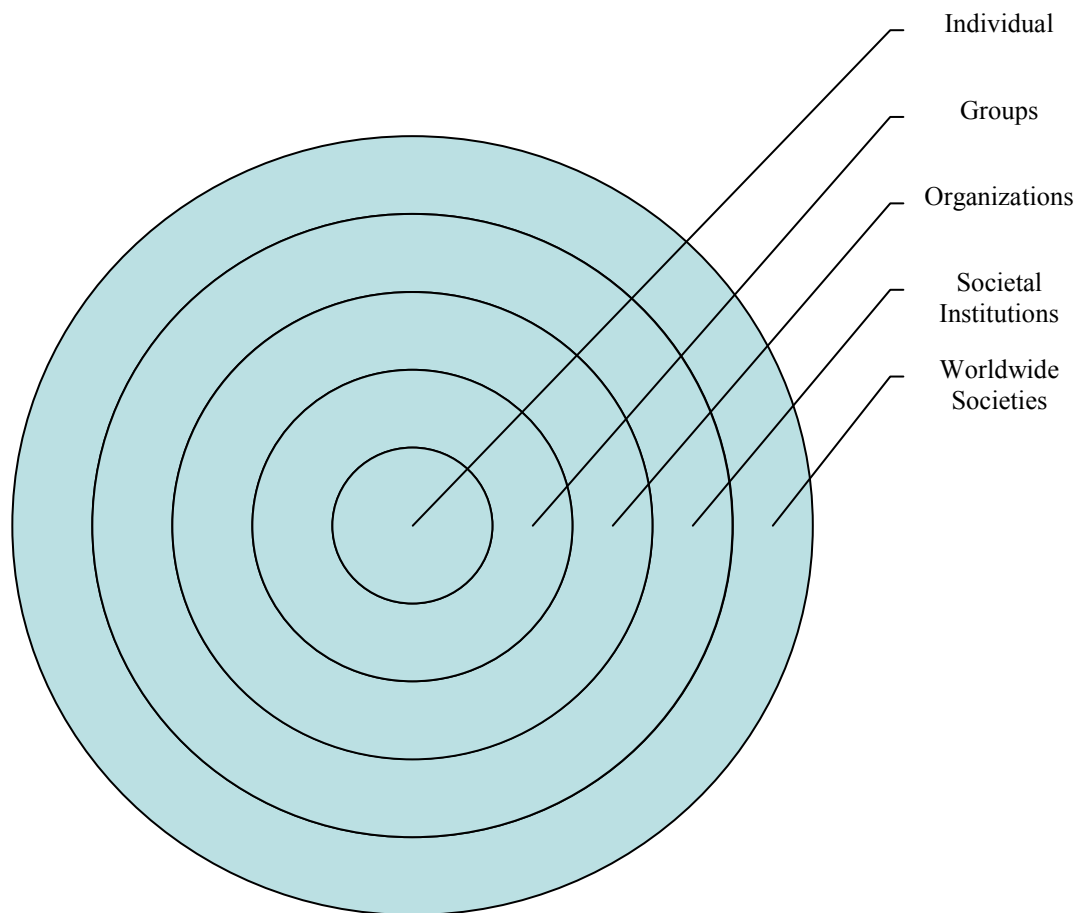 Individual
Groups
Organizations
Societal
Institutions
Worldwide
Societies